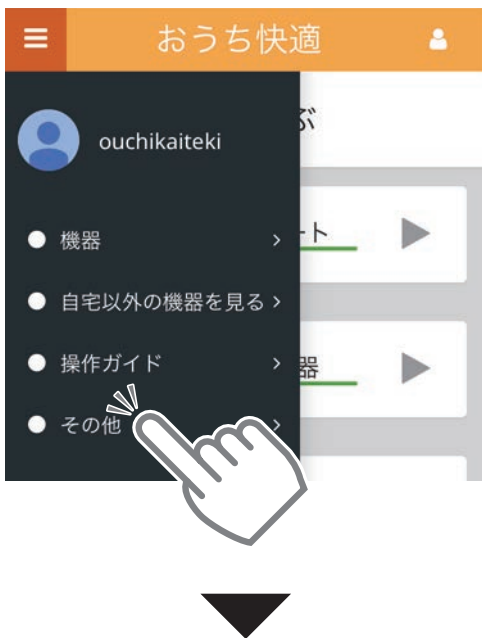 おうち快適
ぶ
ouchikaiteki
機器
ート
自宅以外の機器を見る
操作ガイド
器
その他